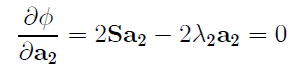 ∂ϕ/∂a₂ = 2Sa₂ − 2λ₂a₂ = 0